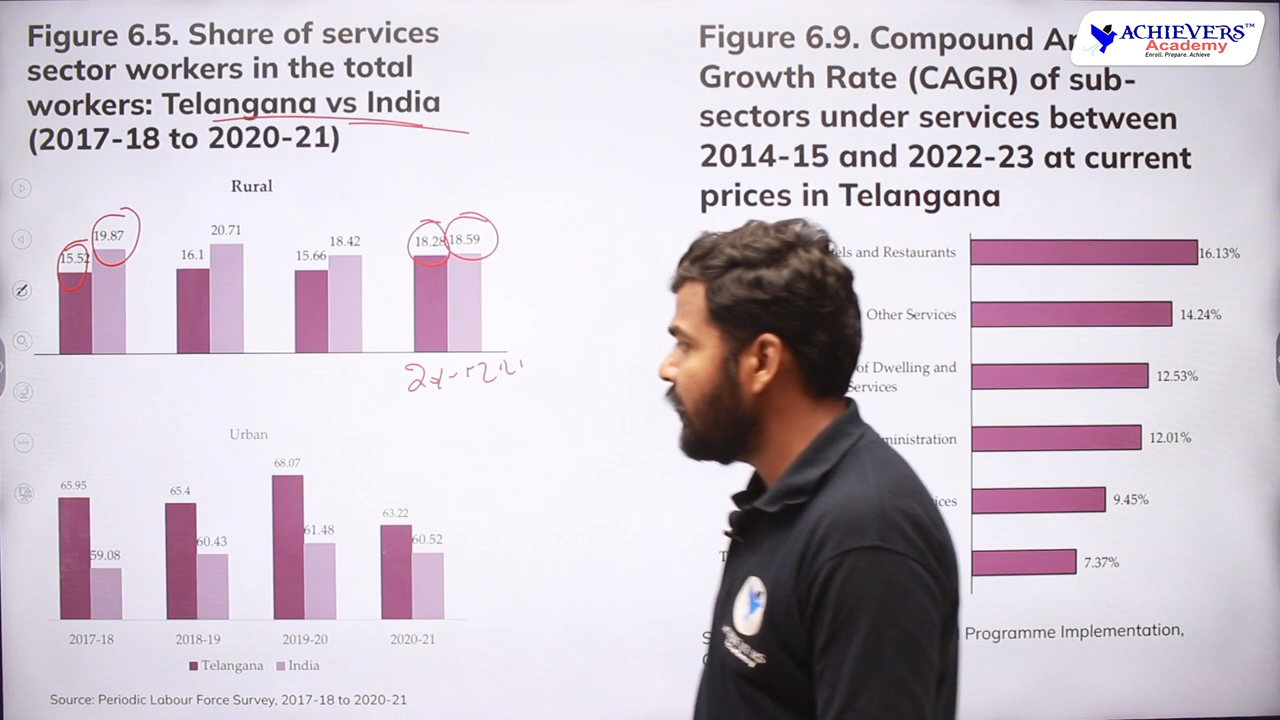 Figure 6.5. Share of services
sector workers in the total
workers: Telangana vs India
(2017-18 to 2020-21)
Rural
15.52 19.87
16.1 20.71
15.66 18.42
18.28 18.59
Urban
65.95 59.08
65.4 60.43
68.07 61.48
63.22 60.52
2017-18 2018-19 2019-20 2020-21
Telangana India
Source: Periodic Labour Force Survey, 2017-18 to 2020-21
ACHIEVERS™
Academy
Enroll. Prepare. Achieve
Figure 6.9. Compound
Growth Rate (CAGR) of sub-
sectors under services between
2014-15 and 2022-23 at current
prices in Telangana
and Restaurants 16.13%
Other Services 14.24%
of Dwelling and
Services 12.53%
12.01%
9.45%
7.37%
Programme Implementation,